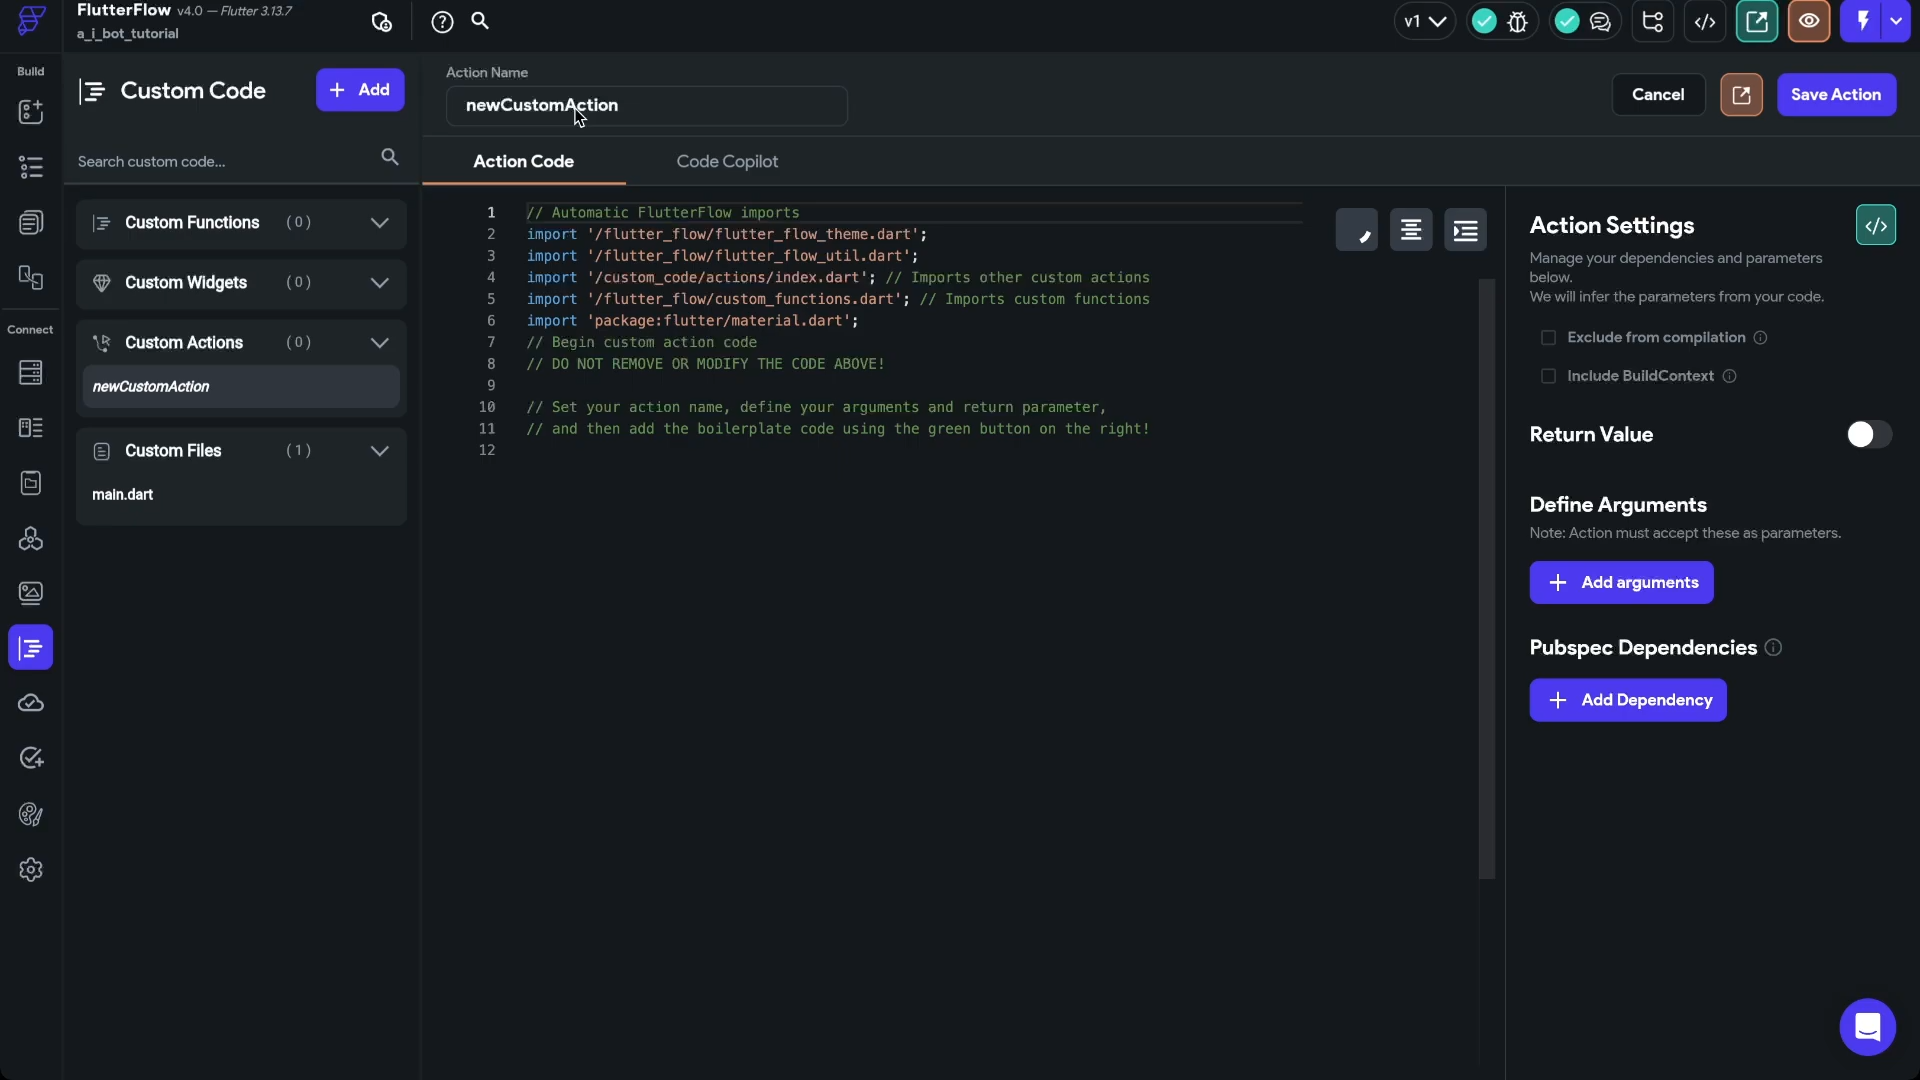 FlutterFlow v4.0 — Flutter 3.13.7
a_i_bot_tutorial
v1
Build
Connect
Custom Code
+ Add
Search custom code...
Custom Functions (0)
Custom Widgets (0)
Custom Actions (0)
newCustomAction
Custom Files (1)
main.dart
Action Name
newCustomAction
Cancel
Save Action
Action Code
Code Copilot
1 // Automatic FlutterFlow imports
2 import '/flutter_flow/flutter_flow_theme.dart';
3 import '/flutter_flow/flutter_flow_util.dart';
4 import '/custom_code/actions/index.dart'; // Imports other custom actions
5 import '/flutter_flow/custom_functions.dart'; // Imports custom functions
6 import 'package:flutter/material.dart';
7 // Begin custom action code
8 // DO NOT REMOVE OR MODIFY THE CODE ABOVE!
9
10 // Set your action name, define your arguments and return parameter,
11 // and then add the boilerplate code using the green button on the right!
12
Action Settings
Manage your dependencies and parameters
below.
We will infer the parameters from your code.
Exclude from compilation
Include BuildContext
Return Value
Define Arguments
Note: Action must accept these as parameters.
+ Add arguments
Pubspec Dependencies
+ Add Dependency